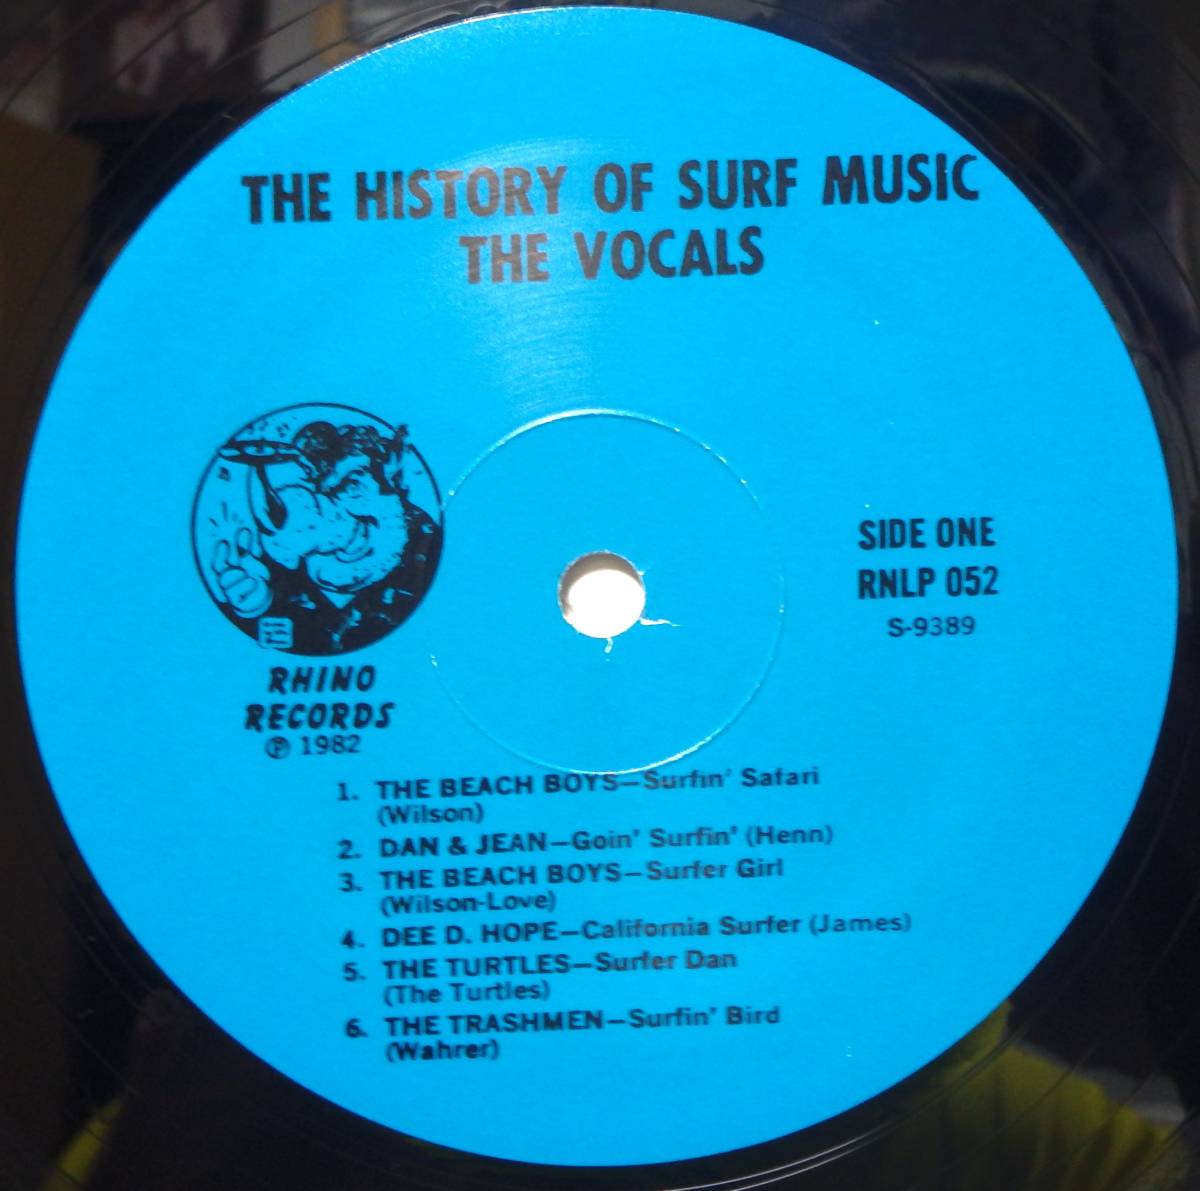 THE HISTORY OF SURF MUSIC
THE VOCALS
SIDE ONE
RNLP 052
S-9389
RHINO
RECORDS
℗ 1982
1. THE BEACH BOYS—Surfin' Safari
(Wilson)
2. DAN & JEAN—Goin' Surfin' (Henn)
3. THE BEACH BOYS—Surfer Girl
(Wilson-Love)
4. DEE D. HOPE—California Surfer (James)
5. THE TURTLES—Surfer Dan
(The Turtles)
6. THE TRASHMEN—Surfin' Bird
(Wahrer)